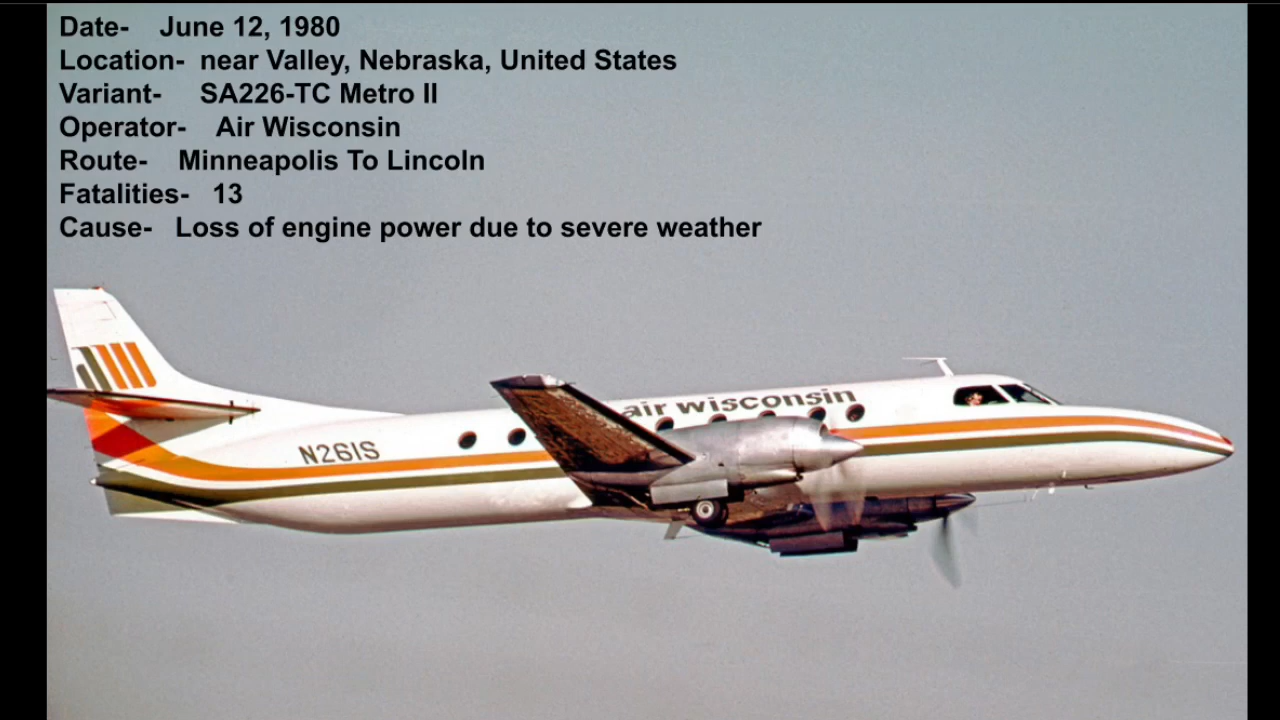 Date- June 12, 1980
Location- near Valley, Nebraska, United States
Variant- SA226-TC Metro II
Operator- Air Wisconsin
Route- Minneapolis To Lincoln
Fatalities- 13
Cause- Loss of engine power due to severe weather
air wisconsin
N261S